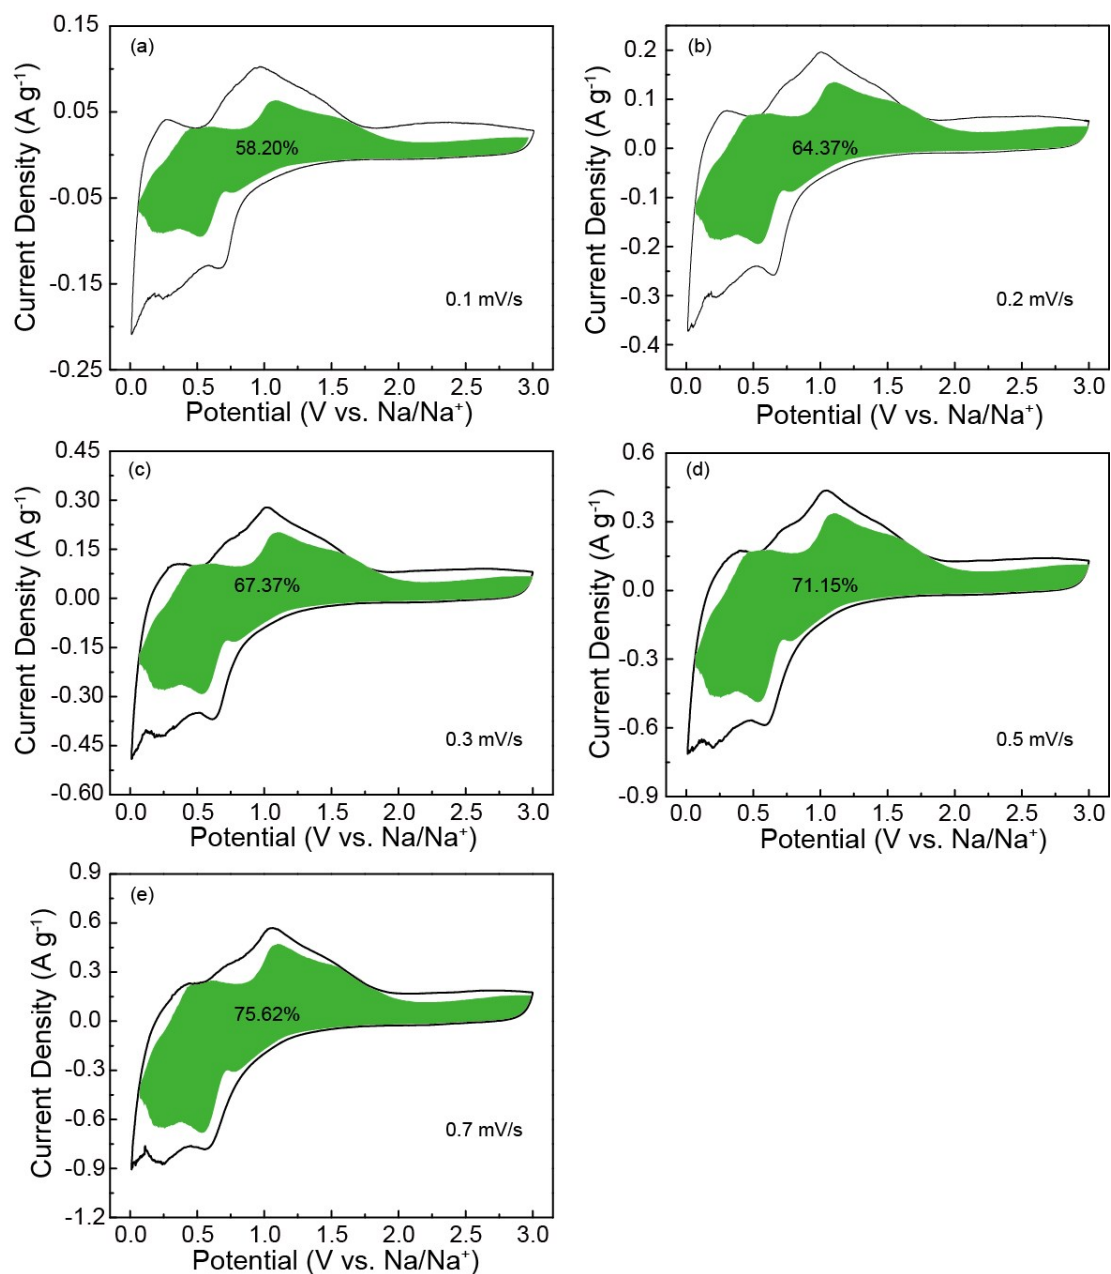 (a)
0.15
0.05
-0.05
-0.15
-0.25
Current Density (A g⁻¹)
58.20%
0.1 mV/s
0.0 0.5 1.0 1.5 2.0 2.5 3.0
Potential (V vs. Na/Na⁺)
(b)
0.2
0.1
0.0
-0.1
-0.2
-0.3
-0.4
Current Density (A g⁻¹)
64.37%
0.2 mV/s
0.0 0.5 1.0 1.5 2.0 2.5 3.0
Potential (V vs. Na/Na⁺)
(c)
0.45
0.30
0.15
0.00
-0.15
-0.30
-0.45
-0.60
Current Density (A g⁻¹)
67.37%
0.3 mV/s
0.0 0.5 1.0 1.5 2.0 2.5 3.0
Potential (V vs. Na/Na⁺)
(d)
0.6
0.3
0.0
-0.3
-0.6
-0.9
Current Density (A g⁻¹)
71.15%
0.5 mV/s
0.0 0.5 1.0 1.5 2.0 2.5 3.0
Potential (V vs. Na/Na⁺)
(e)
0.9
0.6
0.3
0.0
-0.3
-0.6
-0.9
-1.2
Current Density (A g⁻¹)
75.62%
0.7 mV/s
0.0 0.5 1.0 1.5 2.0 2.5 3.0
Potential (V vs. Na/Na⁺)